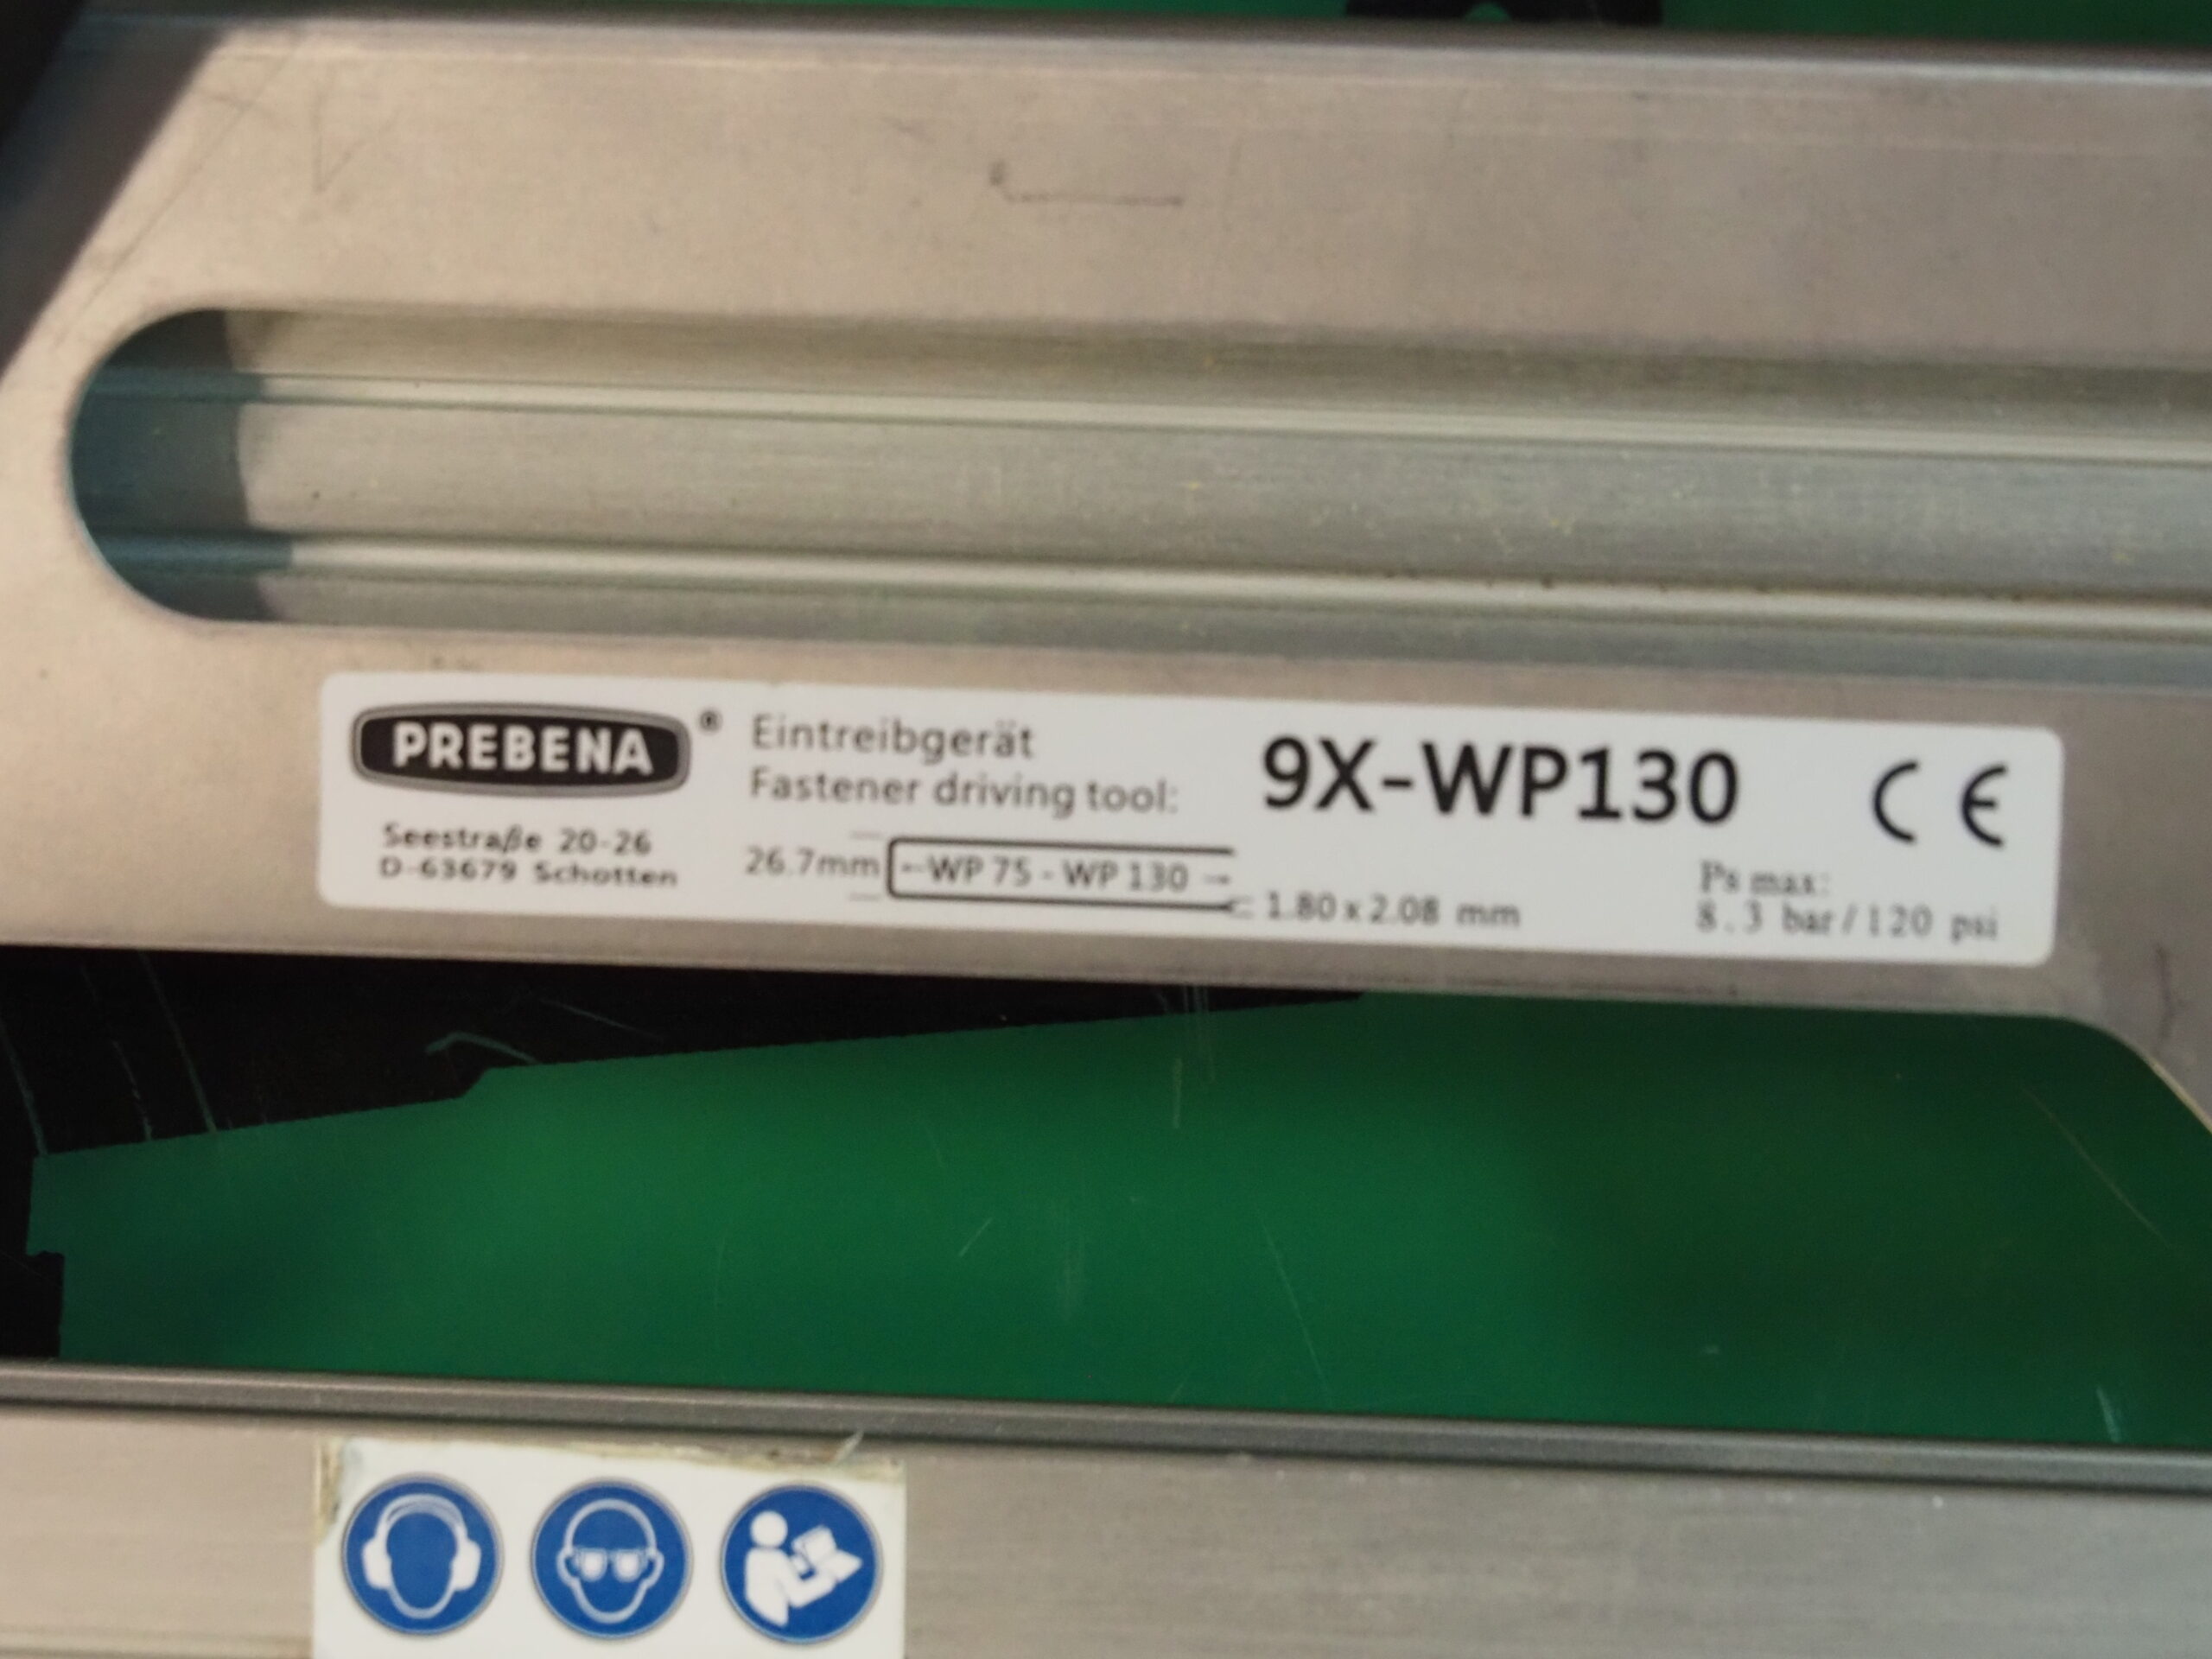 PREBENA®
Seestraße 20-26
D-63679 Schotten
Eintreibgerät
Fastener driving tool:
9X-WP130
CE
26.7mm
WP 75 - WP 130
1.80 x 2.08 mm
Ps max:
8.3 bar/120 psi